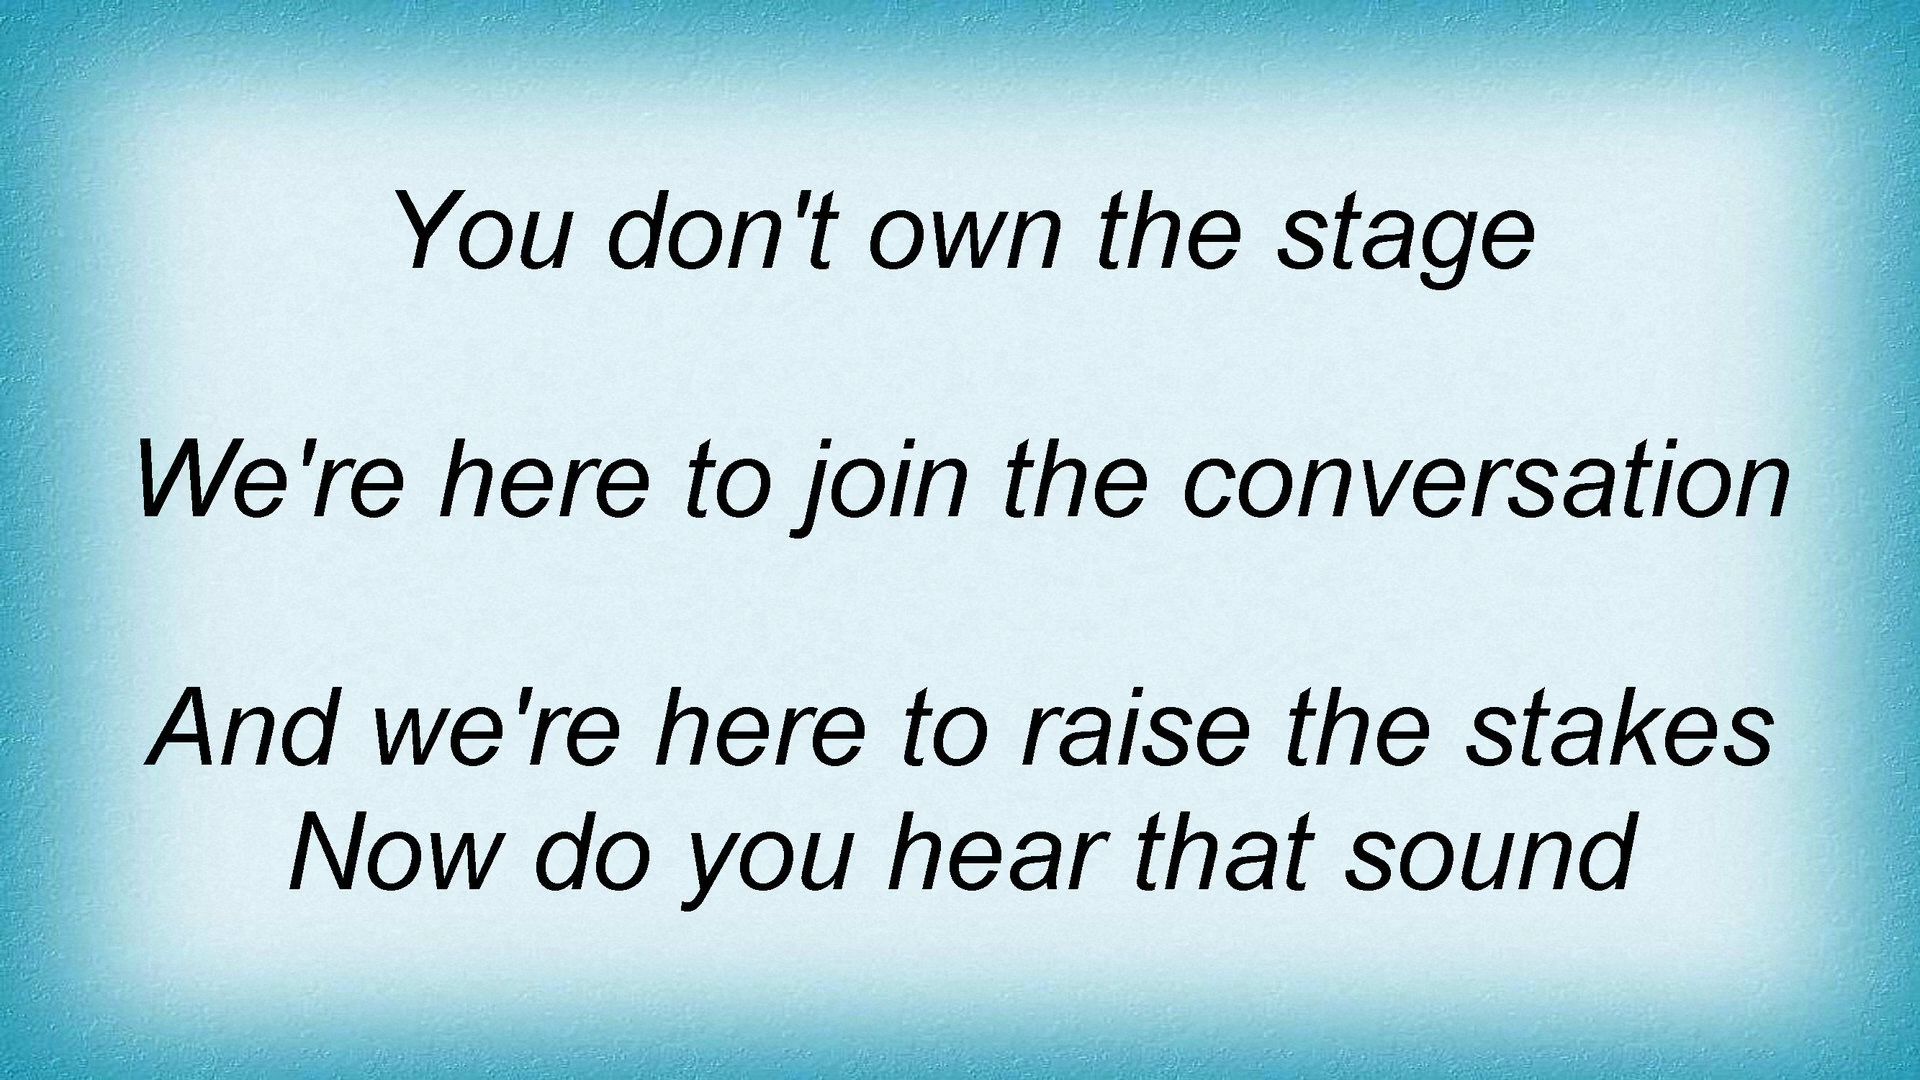 You don't own the stage
We're here to join the conversation
And we're here to raise the stakes
Now do you hear that sound